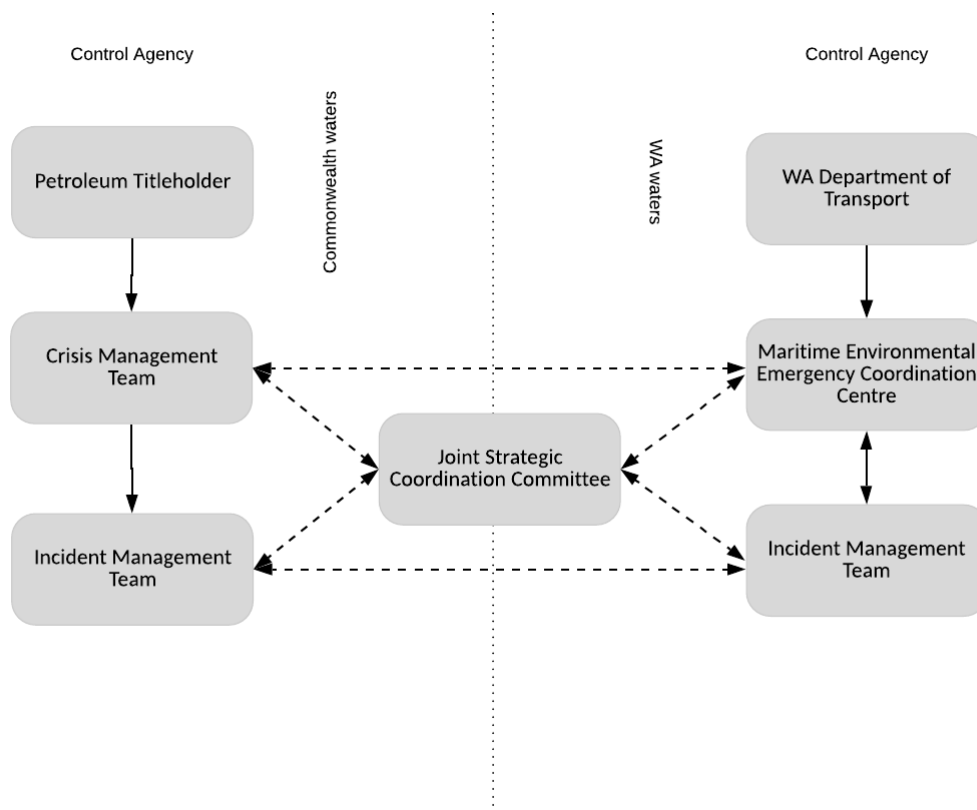 Control Agency
Control Agency
Commonwealth waters
WA waters
Petroleum Titleholder
WA Department of
Transport
Crisis Management
Team
Maritime Environmental
Emergency Coordination
Centre
Joint Strategic
Coordination Committee
Incident Management
Team
Incident Management
Team